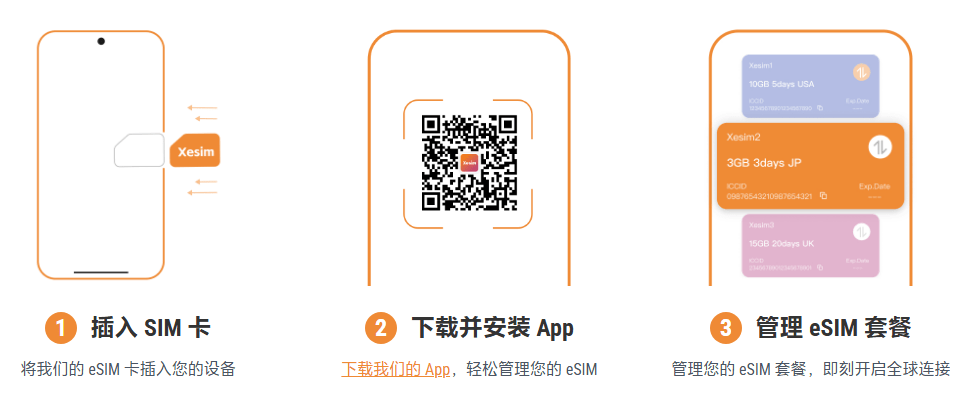 Xesim
Xesim
Xesim1
10GB 5days USA
ICCID
Exp.Date
Xesim2
3GB 3days JP
ICCID
Exp.Date
09876543210987654321
Xesim3
15GB 20days UK
ICCID
Exp.Date
1 插入 SIM 卡
将我们的 eSIM 卡插入您的设备
2 下载并安装 App
下载我们的 App，轻松管理您的 eSIM
3 管理 eSIM 套餐
管理您的 eSIM 套餐，即刻开启全球连接